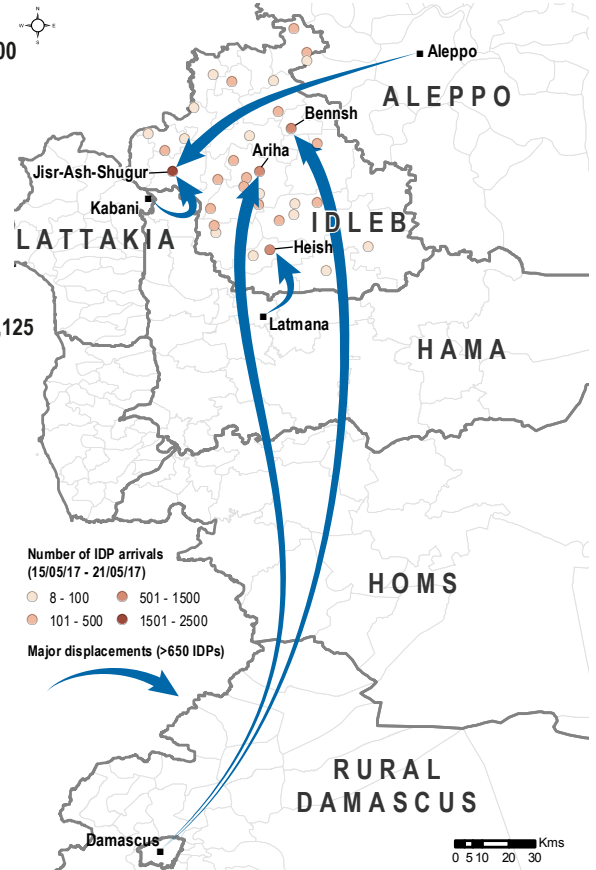 N
W E
S
00
Aleppo
ALEPPO
Bennsh
Ariha
Jisr-Ash-Shugur
Kabani
IDLEB
LATTAKIA
Heish
,125
Latmana
HAMA
Number of IDP arrivals
(15/05/17 - 21/05/17)
8 - 100
501 - 1500
101 - 500
1501 - 2500
HOMS
Major displacements (>650 IDPs)
RURAL
DAMASCUS
Damascus
Kms
0 5 10 20 30